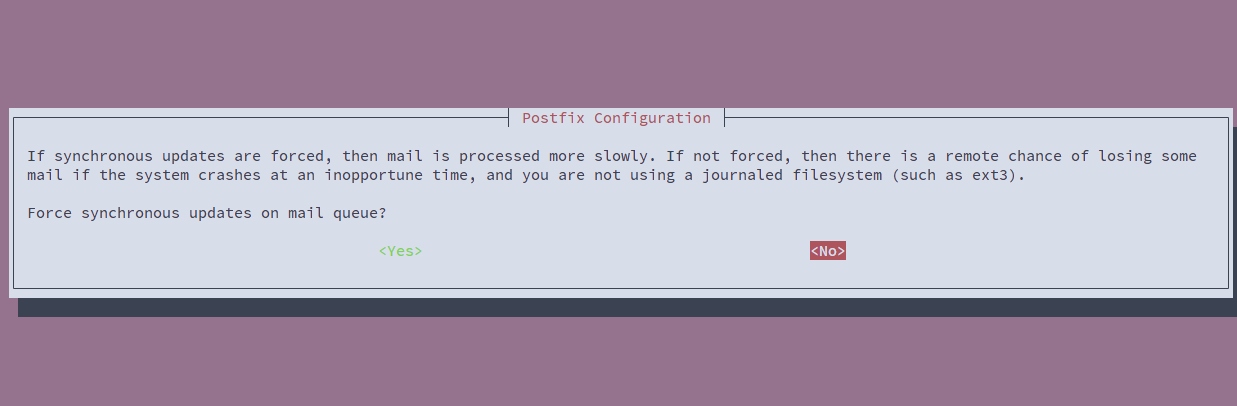 Postfix Configuration
If synchronous updates are forced, then mail is processed more slowly. If not forced, then there is a remote chance of losing some
mail if the system crashes at an inopportune time, and you are not using a journaled filesystem (such as ext3).
Force synchronous updates on mail queue?
<Yes> <No>